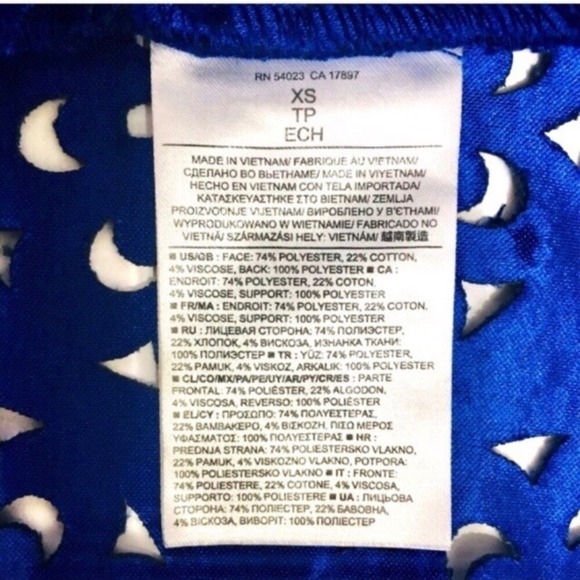 RN 54023 CA 17897
XS
TP
ECH
MADE IN VIETNAM/ FABRIQUE AU VIETNAM/
СДЕЛАНО ВО ВЬЕТНАМЕ/ MADE IN VIYETNAM/
HECHO EN VIETNAM CON TELA IMPORTADA/
ΚΑΤΑΣΚΕΥΑΣΤΗΚΕ ΣΤΟ ΒΙΕΤΝΑΜ/ ZEMLJA
PROIZVODNJE VIJETNAM/ ВИРОБЛЕНО У В'ЄТНАМІ/
WYPRODUKOWANO W WIETNAMIE/ FABRICADO NO
VIETNÃ/ SZÁRMAZÁSI HELY: VIETNÁM/ 越南製造
■ US/GB : FACE: 74% POLYESTER, 22% COTTON,
4% VISCOSE, BACK: 100% POLYESTER ■ CA :
ENDROIT: 74% POLYESTER, 22% COTON,
4% VISCOSE, SUPPORT: 100% POLYESTER
■ FR/MA : ENDROIT: 74% POLYESTER, 22% COTON,
4% VISCOSE, SUPPORT: 100% POLYESTER
■ RU : ЛИЦЕВАЯ СТОРОНА: 74% ПОЛИЭСТЕР,
22% ХЛОПОК, 4% ВИСКОЗА, ИЗНАНКА ТКАНИ:
100% ПОЛИЭСТЕР ■ TR : YÜZ: 74% POLYESTER,
22% PAMUK, 4% VİSKOZ, ARKALIK: 100% POLYESTER
■ CL/CO/MX/PA/PE/UY/AR/PY/CR/ES : PARTE
FRONTAL: 74% POLIÉSTER, 22% ALGODÓN,
4% VISCOSA, REVERSO: 100% POLIÉSTER
■ EL/CY : ΠΡΟΣΩΠΟ: 74% ΠΟΛΥΕΣΤΕΡΑΣ,
22% ΒΑΜΒΑΚΕΡΟ, 4% ΒΙΣΚΟΖΗ, ΠΙΣΟ ΜΕΡΟΣ
ΥΦΑΣΜΑΤΟΣ: 100% ΠΟΛΥΕΣΤΕΡΑΣ ■ HR :
PREDNJA STRANA: 74% POLIESTERSKO VLAKNO,
22% PAMUK, 4% VISKOZNO VLAKNO, POTPORA:
100% POLIESTERSKO VLAKNO ■ IT : FRONTE:
74% POLIESTERE, 22% COTONE, 4% VISCOSA,
SUPPORTO: 100% POLIESTERE ■ UA : ЛИЦЬОВА
СТОРОНА: 74% ПОЛІЕСТЕР, 22% БАВОВНА,
4% ВІСКОЗА, ВИВОРІТ: 100% ПОЛІЕСТЕР